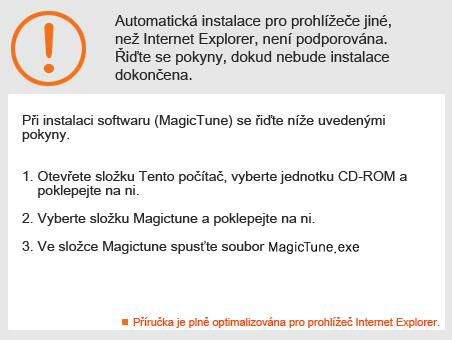 Automatická instalace pro prohlížeče jiné,
než Internet Explorer, není podporována.
Řiďte se pokyny, dokud nebude instalace
dokončena.
Při instalaci softwaru (MagicTune) se řiďte níže uvedenými
pokyny.
1. Otevřete složku Tento počítač, vyberte jednotku CD-ROM a
poklepejte na ni.
2. Vyberte složku Magictune a poklepejte na ni.
3. Ve složce Magictune spusťte soubor MagicTune.exe
Příručka je plně optimalizována pro prohlížeč Internet Explorer.